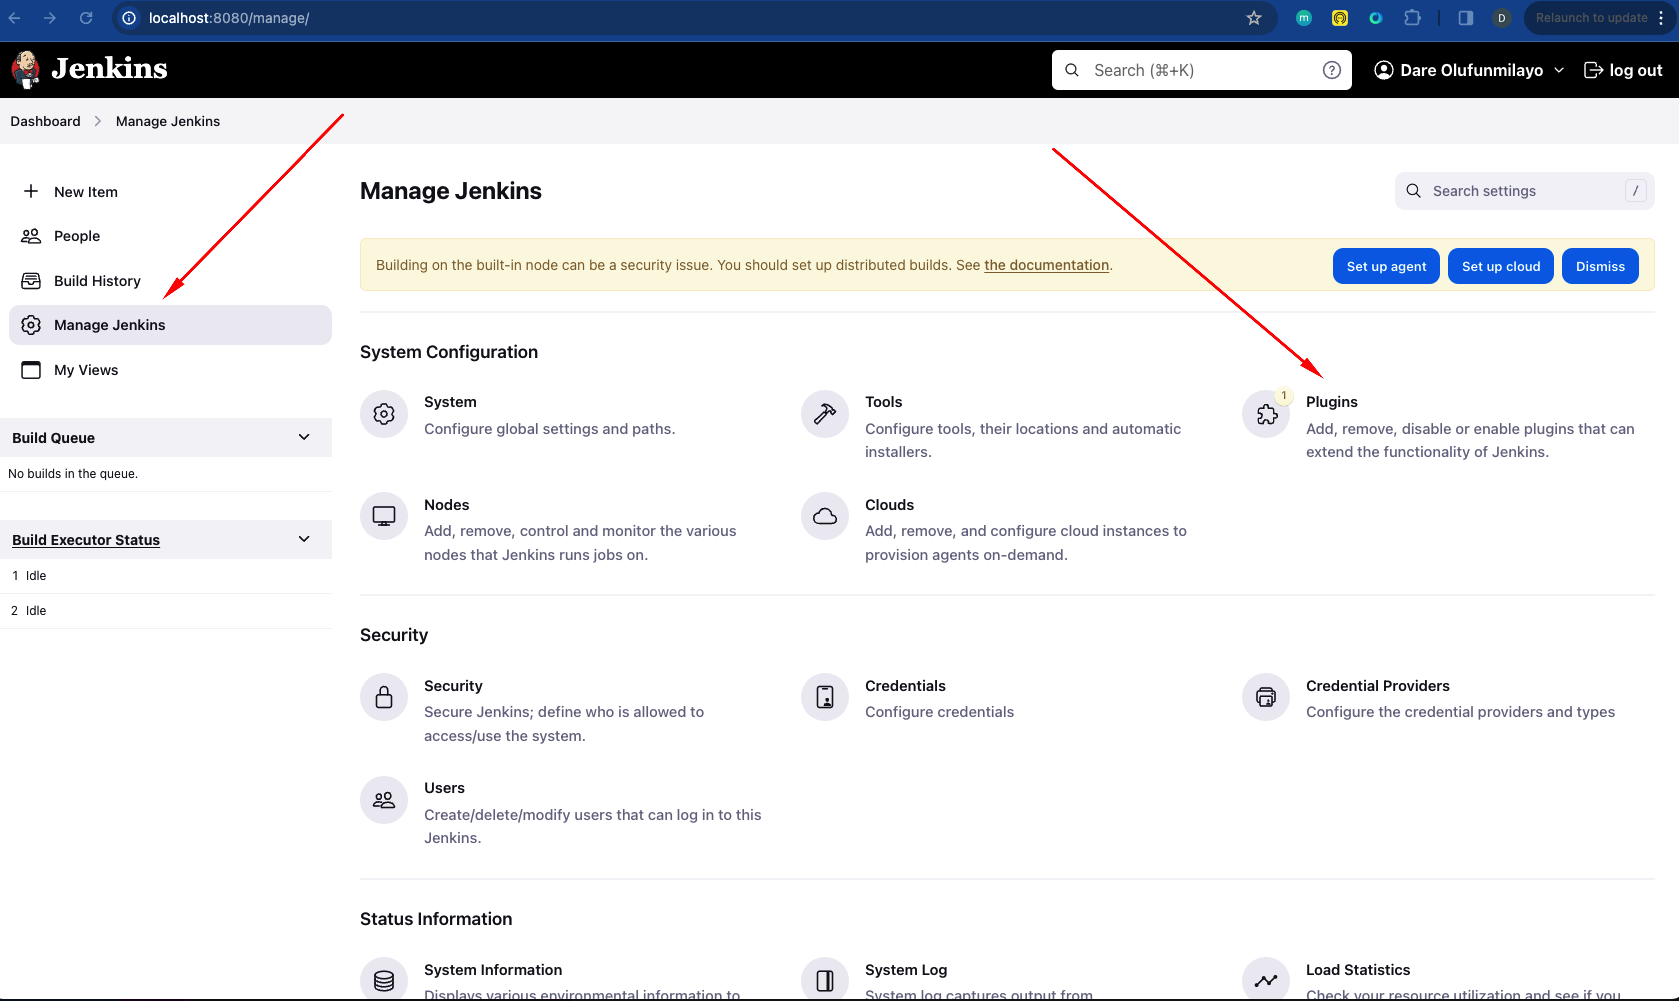 localhost:8080/manage/
m
D
Relaunch to update
Jenkins
Search (⌘+K)
?
Dare Olufunmilayo
log out
Dashboard
Manage Jenkins
New Item
People
Build History
Manage Jenkins
My Views
Build Queue
No builds in the queue.
Build Executor Status
1 Idle
2 Idle
Manage Jenkins
Search settings
/
Building on the built-in node can be a security issue. You should set up distributed builds. See the documentation.
Set up agent
Set up cloud
Dismiss
System Configuration
System
Configure global settings and paths.
Tools
Configure tools, their locations and automatic
installers.
1
Plugins
Add, remove, disable or enable plugins that can
extend the functionality of Jenkins.
Nodes
Add, remove, control and monitor the various
nodes that Jenkins runs jobs on.
Clouds
Add, remove, and configure cloud instances to
provision agents on-demand.
Security
Security
Secure Jenkins; define who is allowed to
access/use the system.
Credentials
Configure credentials
Credential Providers
Configure the credential providers and types
Users
Create/delete/modify users that can log in to this
Jenkins.
Status Information
System Information
Displays various environmental information to
System Log
System log captures output from
Load Statistics
Check your resource utilization and see if you